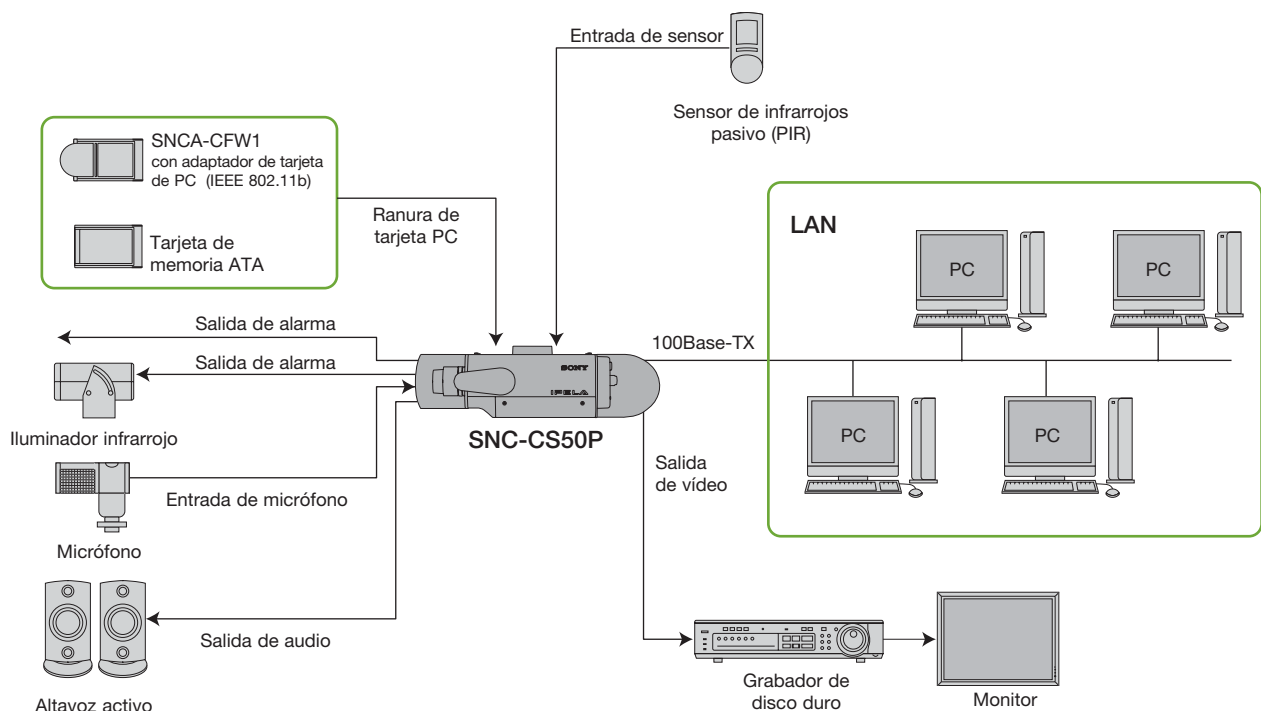 Entrada de sensor
Sensor de infrarrojos
pasivo (PIR)
SNCA-CFW1
con adaptador de tarjeta
de PC (IEEE 802.11b)
Tarjeta de
memoria ATA
Ranura de
tarjeta PC
LAN
PC
PC
PC
PC
100Base-TX
Salida de alarma
Salida de alarma
Iluminador infrarrojo
SONY
IPELA
SNC-CS50P
Entrada de micrófono
Micrófono
Salida
de vídeo
Salida de audio
Altavoz activo
Grabador de
disco duro
Monitor